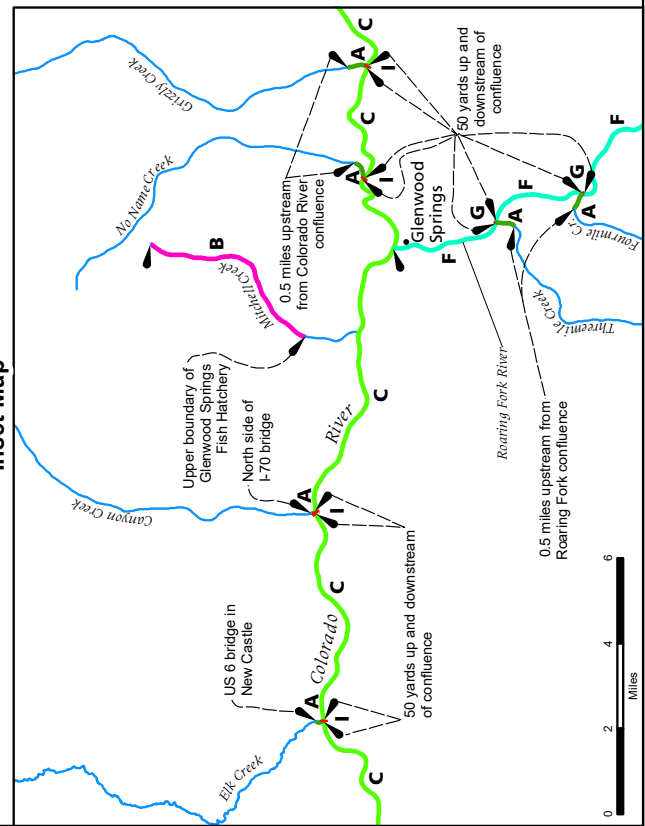 Inset Map
Grizzly Creek
No Name Creek
B
Mitchell Creek
Upper boundary of
Glenwood Springs
Fish Hatchery
North side of
I-70 bridge
Canyon Creek
US 6 bridge in
New Castle
Elk Creek
0.5 miles upstream
from Colorado River
confluence
50 yards up and
downstream of
confluence
C
A
I
C
A
I
C
River
A
I
C
Colorado
A
I
C
50 yards up and downstream
of confluence
Glenwood
Springs
F
G
A
F
G
A
F
Roaring Fork River
Threemile Creek
Fourmile Cr.
0.5 miles upstream from
Roaring Fork confluence
0
2
4
6
Miles